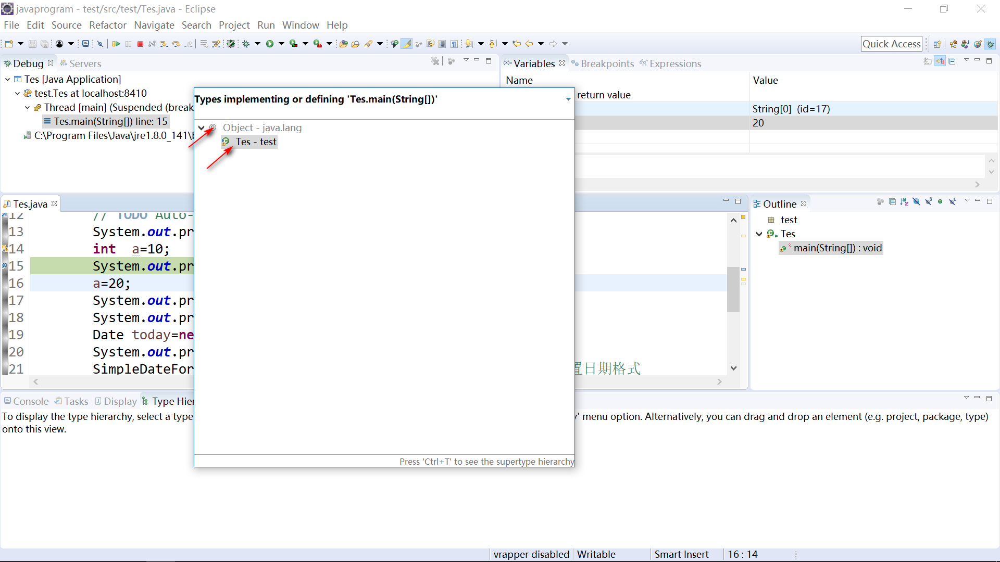 javaprogram - test/src/test/Tes.java - Eclipse
File Edit Source Refactor Navigate Search Project Run Window Help
Quick Access
Debug Servers
Tes [Java Application]
test.Tes at localhost:8410
Thread [main] (Suspended (break
Tes.main(String[]) line: 15
C:\Program Files\Java\jre1.8.0_141\b
Types implementing or defining 'Tes.main(String[])'
Object - java.lang
Tes - test
Press 'Ctrl+T' to see the supertype hierarchy
(x)= Variables Breakpoints Expressions
Name Value
return value
String[0] (id=17)
20
Tes.java
12 // TODO Auto-
13 System.out.pr
14 int a=10;
15 System.out.pr
16 a=20;
17 System.out.pr
18 System.out.pr
19 Date today=ne
20 System.out.pr
21 SimpleDateFor
置日期格式
Outline
test
Tes
main(String[]) : void
Console Tasks Display Type Hier
To display the type hierarchy, select a type
' menu option. Alternatively, you can drag and drop an element (e.g. project, package, type)
onto this view.
vrapper disabled Writable Smart Insert 16 : 14